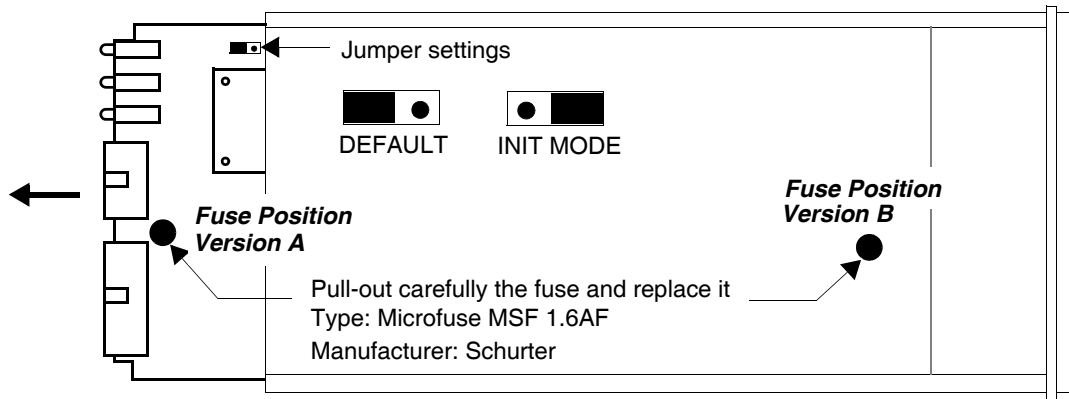 Jumper settings
DEFAULT
INIT MODE
Fuse Position
Version A
Fuse Position
Version B
Pull-out carefully the fuse and replace it
Type: Microfuse MSF 1.6AF
Manufacturer: Schurter